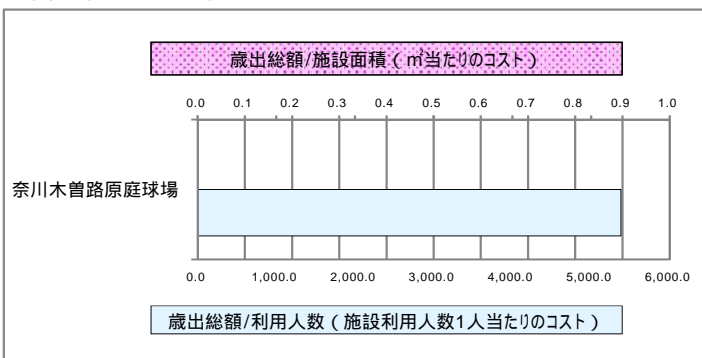 歳出総額/施設面積(㎡当たりのコスト)
0.0 0.1 0.2 0.3 0.4 0.5 0.6 0.7 0.8 0.9 1.0
奈川木曽路原庭球場
0.0 1,000.0 2,000.0 3,000.0 4,000.0 5,000.0 6,000.0
歳出総額/利用人数(施設利用人数1人当たりのコスト)